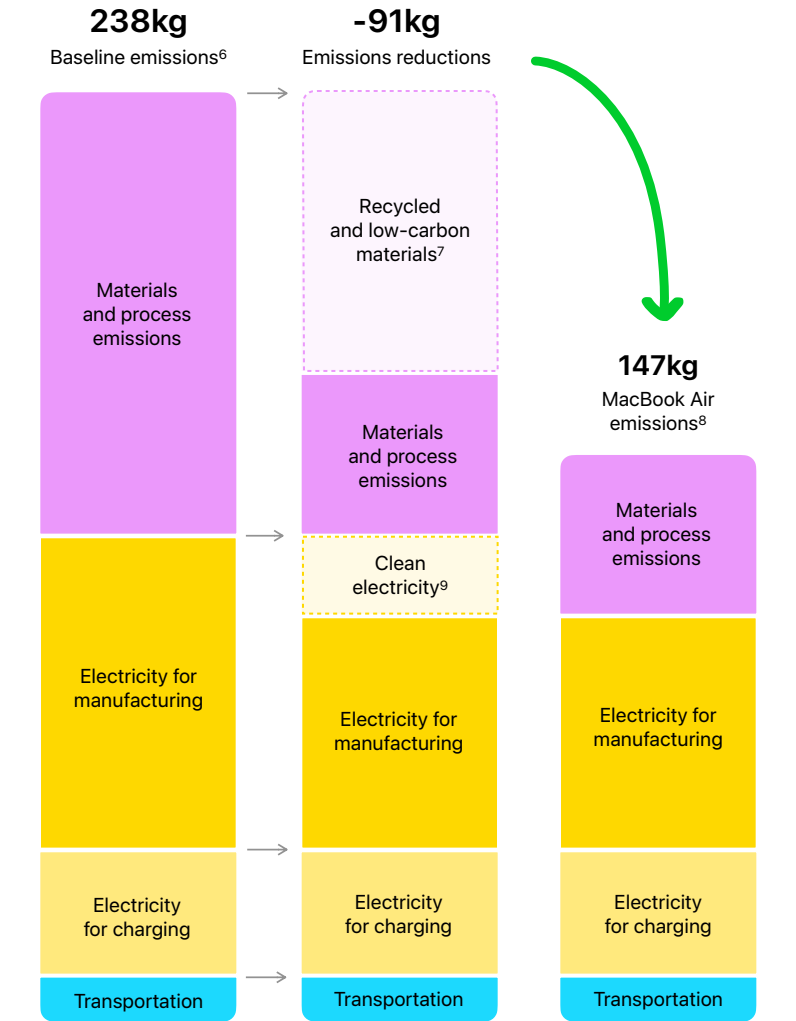 238kg
Baseline emissions⁶
Materials
and process
emissions
Electricity for
manufacturing
Electricity
for charging
Transportation
-91kg
Emissions reductions
Recycled
and low-carbon
materials⁷
Materials
and process
emissions
Clean
electricity⁹
Electricity for
manufacturing
Electricity
for charging
Transportation
147kg
MacBook Air
emissions⁸
Materials
and process
emissions
Electricity for
manufacturing
Electricity
for charging
Transportation